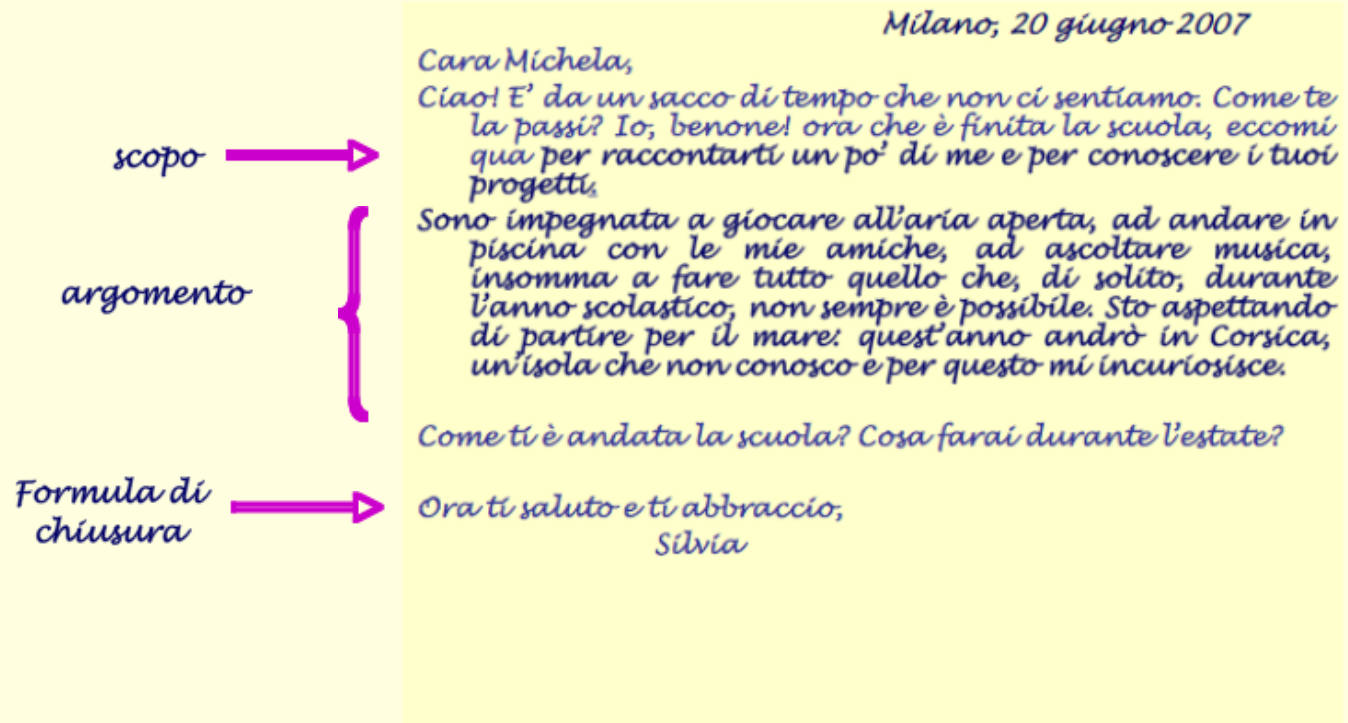 Milano, 20 giugno 2007
Cara Michela,
Ciao! E' da un sacco di tempo che non ci sentiamo. Come te
la passi? Io, benone! ora che è finita la scuola, eccomi
scopo
qua per raccontarti un po' di me e per conoscere i tuoi
progetti.
Sono impegnata a giocare all'aria aperta, ad andare in
piscina con le mie amiche, ad ascoltare musica,
insomma a fare tutto quello che, di solito, durante
argomento
l'anno scolastico, non sempre è possibile. Sto aspettando
di partire per il mare: quest'anno andrò in Corsica,
un'isola che non conosco e per questo mi incuriosisce.
Come ti è andata la scuola? Cosa farai durante l'estate?
Formula di
chiusura
Ora ti saluto e ti abbraccio,
Silvia